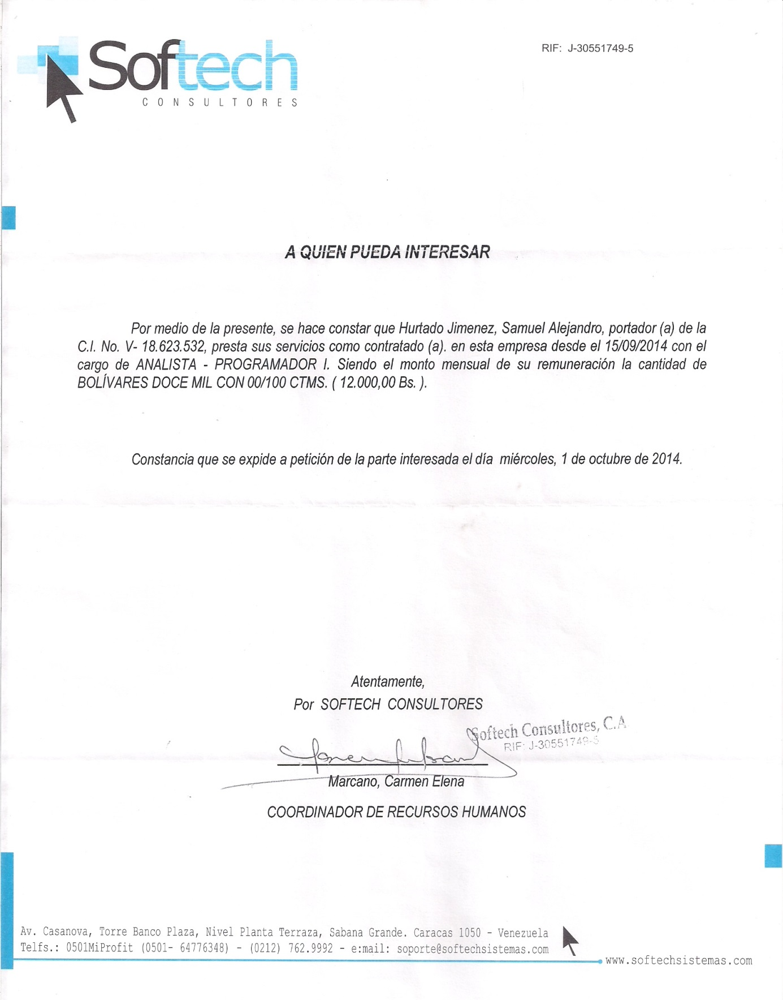 RIF: J-30551749-5
Softech
CONSULTORES
A QUIEN PUEDA INTERESAR
Por medio de la presente, se hace constar que Hurtado Jimenez, Samuel Alejandro, portador (a) de la
C.I. No. V- 18.623.532, presta sus servicios como contratado (a). en esta empresa desde el 15/09/2014 con el
cargo de ANALISTA - PROGRAMADOR I. Siendo el monto mensual de su remuneración la cantidad de
BOLÍVARES DOCE MIL CON 00/100 CTMS. ( 12.000,00 Bs. ).
Constancia que se expide a petición de la parte interesada el día miércoles, 1 de octubre de 2014.
Atentamente,
Por SOFTECH CONSULTORES
Softech Consultores, C.A
RIF: J-30551749-5
Marcano, Carmen Elena
COORDINADOR DE RECURSOS HUMANOS
Av. Casanova, Torre Banco Plaza, Nivel Planta Terraza, Sabana Grande. Caracas 1050 - Venezuela
Telfs.: 0501MiProfit (0501- 64776348) - (0212) 762.9992 - e:mail: soporte@softechsistemas.com
www.softechsistemas.com